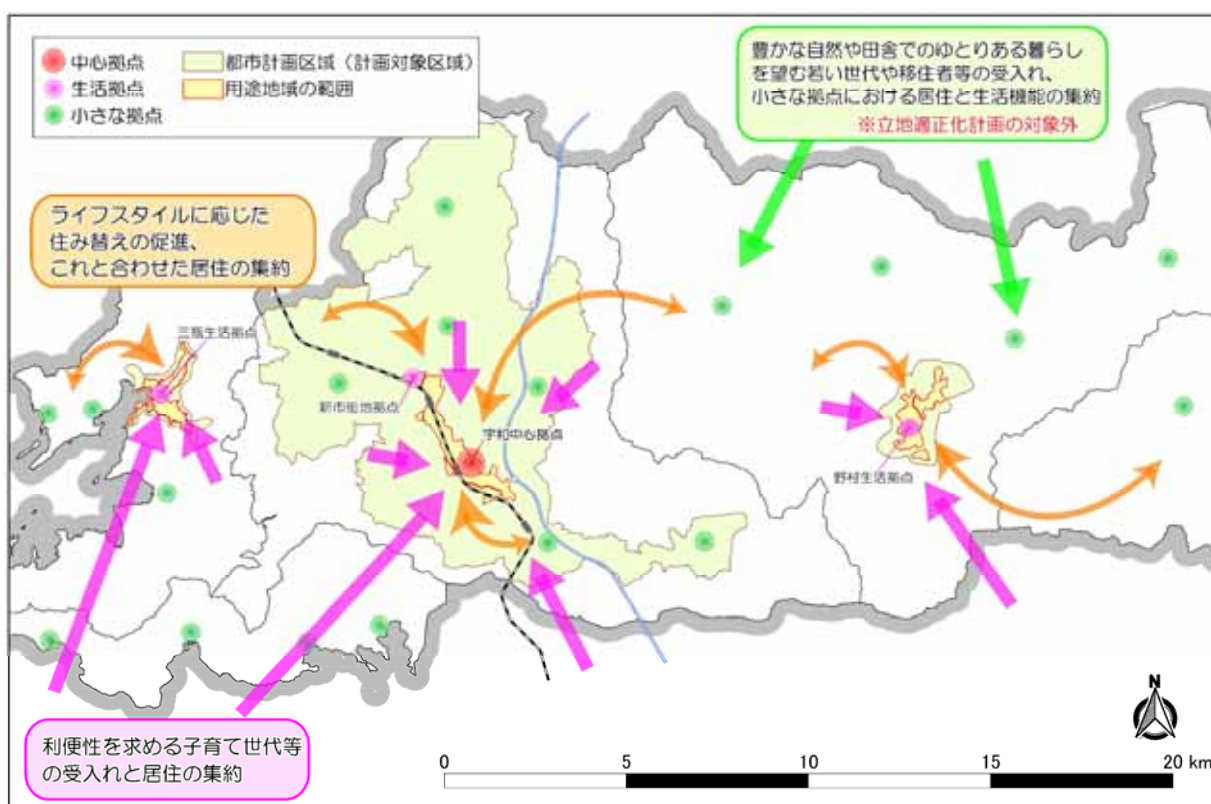 中心拠点
生活拠点
小さな拠点
都市計画区域（計画対象区域）
用途地域の範囲
豊かな自然や田舎でのゆとりある暮らし
を望む若い世代や移住者等の受入れ、
小さな拠点における居住と生活機能の集約
※立地適正化計画の対象外
ライフスタイルに応じた
住み替えの促進、
これと合わせた居住の集約
三瓶生活拠点
新市街地拠点
宇和中心拠点
野村生活拠点
利便性を求める子育て世代等
の受入れと居住の集約
N
0 5 10 15 20 km